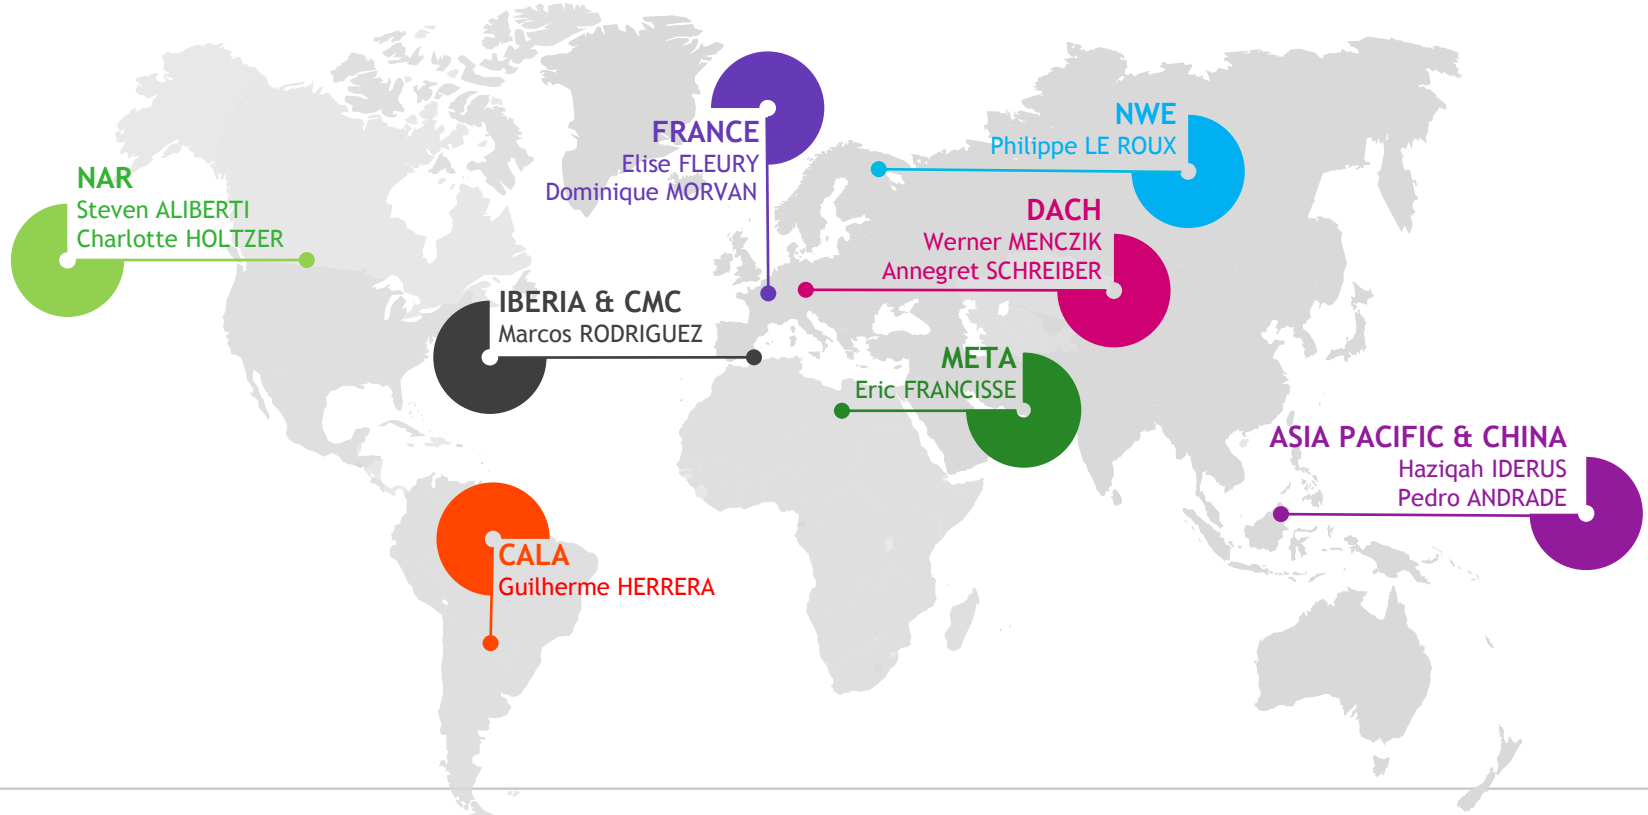 FRANCE
Elise FLEURY
Dominique MORVAN
NWE
Philippe LE ROUX
NAR
Steven ALIBERTI
Charlotte HOLTZER
DACH
Werner MENCZIK
Annegret SCHREIBER
IBERIA & CMC
Marcos RODRIGUEZ
META
Eric FRANCISSE
ASIA PACIFIC & CHINA
Haziqah IDERUS
Pedro ANDRADE
CALA
Guilherme HERRERA